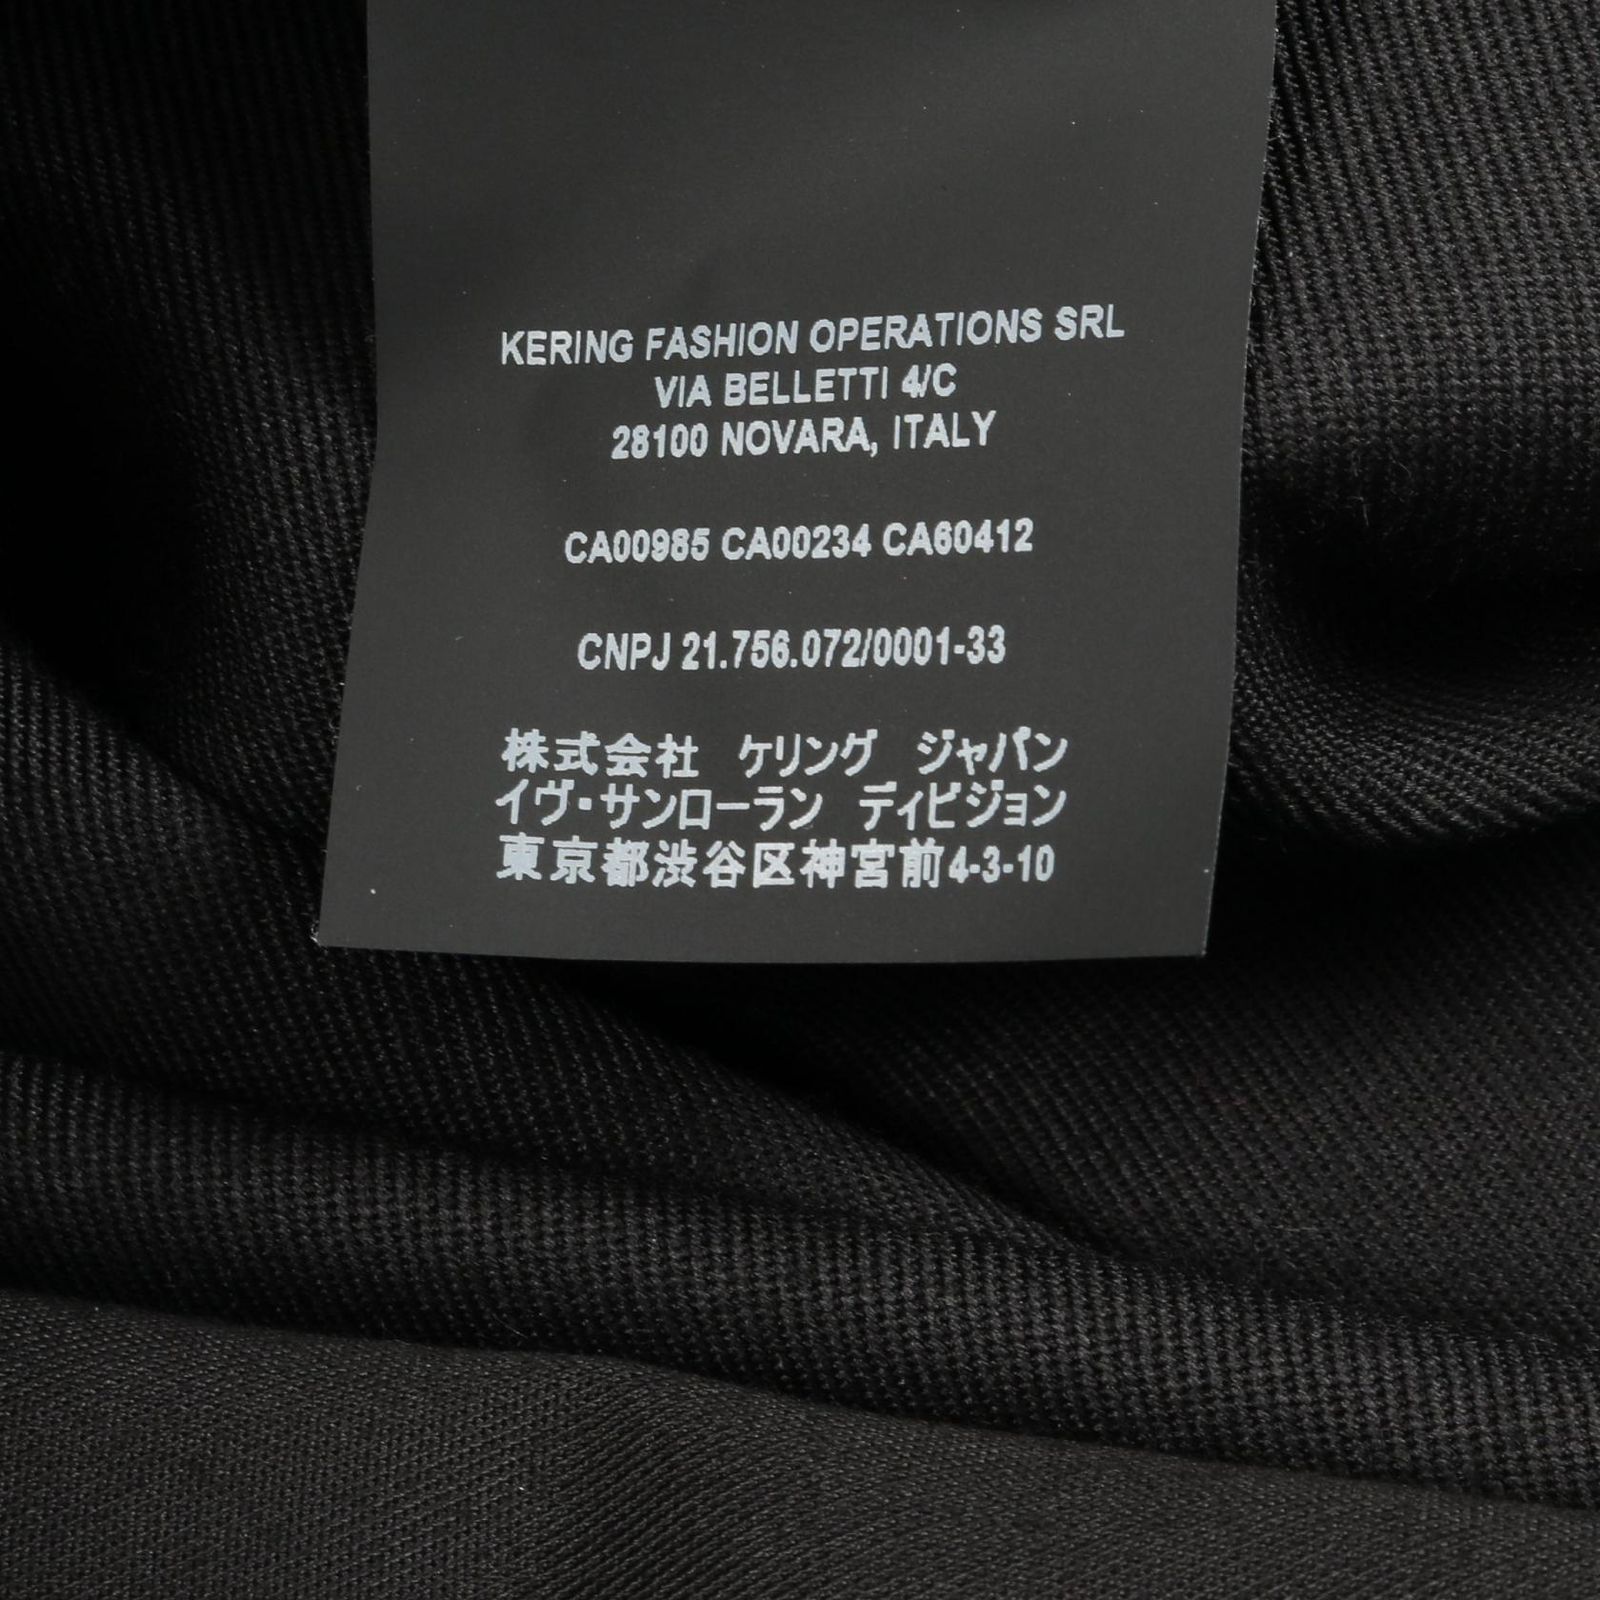 KERING FASHION OPERATIONS SRL
VIA BELLETTI 4/C
28100 NOVARA, ITALY
CA00985 CA00234 CA60412
CNPJ 21.756.072/0001-33
株式会社 ケリング ジャパン
イヴ・サンローラン ディビジョン
東京都渋谷区神宮前4-3-10